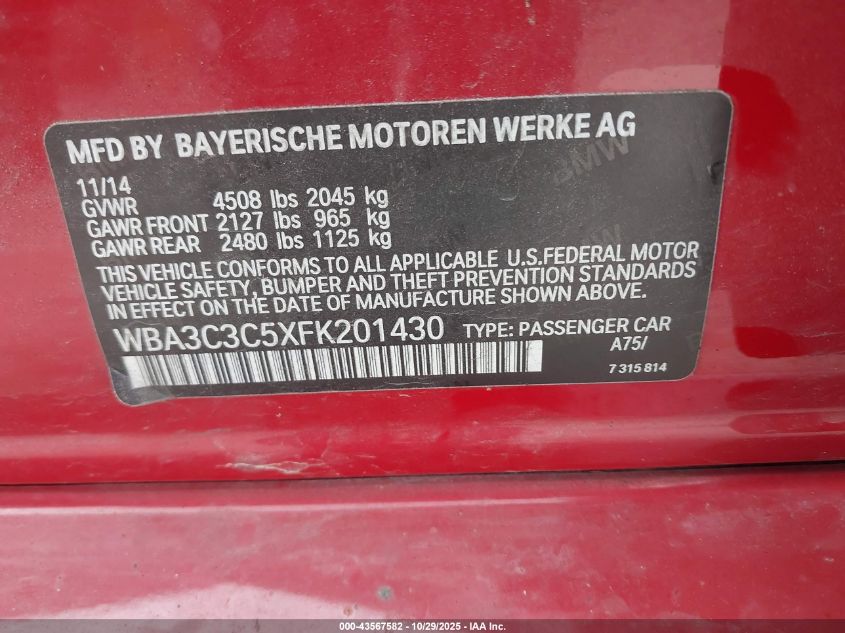 MFD BY BAYERISCHE MOTOREN WERKE AG
11/14
GVWR 4508 lbs 2045 kg
GAWR FRONT 2127 lbs 965 kg
GAWR REAR 2480 lbs 1125 kg
THIS VEHICLE CONFORMS TO ALL APPLICABLE U.S.FEDERAL MOTOR
VEHICLE SAFETY, BUMPER AND THEFT PREVENTION STANDARDS
IN EFFECT ON THE DATE OF MANUFACTURE SHOWN ABOVE.
WBA3C3C5XFK201430 TYPE: PASSENGER CAR
A75/
7 315 814
BMW
000-43567582 - 10/29/2025 - IAA Inc.